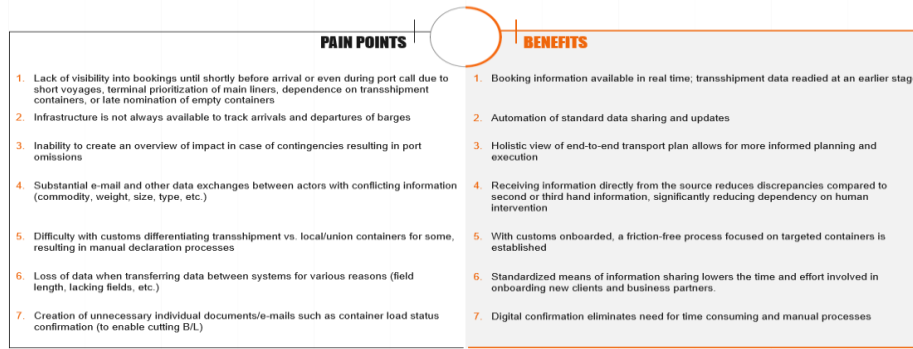 PAIN POINTS
1. Lack of visibility into bookings until shortly before arrival or even during port call due to
short voyages, terminal prioritization of main liners, dependence on transshipment
containers, or late nomination of empty containers
2. Infrastructure is not always available to track arrivals and departures of barges
3. Inability to create an overview of impact in case of contingencies resulting in port
omissions
4. Substantial e-mail and other data exchanges between actors with conflicting information
(commodity, weight, size, type, etc.)
5. Difficulty with customs differentiating transshipment vs. local/union containers for some,
resulting in manual declaration processes
6. Loss of data when transferring data between systems for various reasons (field
length, lacking fields, etc.)
7. Creation of unnecessary individual documents/e-mails such as container load status
confirmation (to enable cutting B/L)
BENEFITS
1. Booking information available in real time; transshipment data readied at an earlier stag
2. Automation of standard data sharing and updates
3. Holistic view of end-to-end transport plan allows for more informed planning and
execution
4. Receiving information directly from the source reduces discrepancies compared to
second or third hand information, significantly reducing dependency on human
intervention
5. With customs onboarded, a friction-free process focused on targeted containers is
established
6. Standardized means of information sharing lowers the time and effort involved in
onboarding new clients and business partners.
7. Digital confirmation eliminates need for time consuming and manual processes